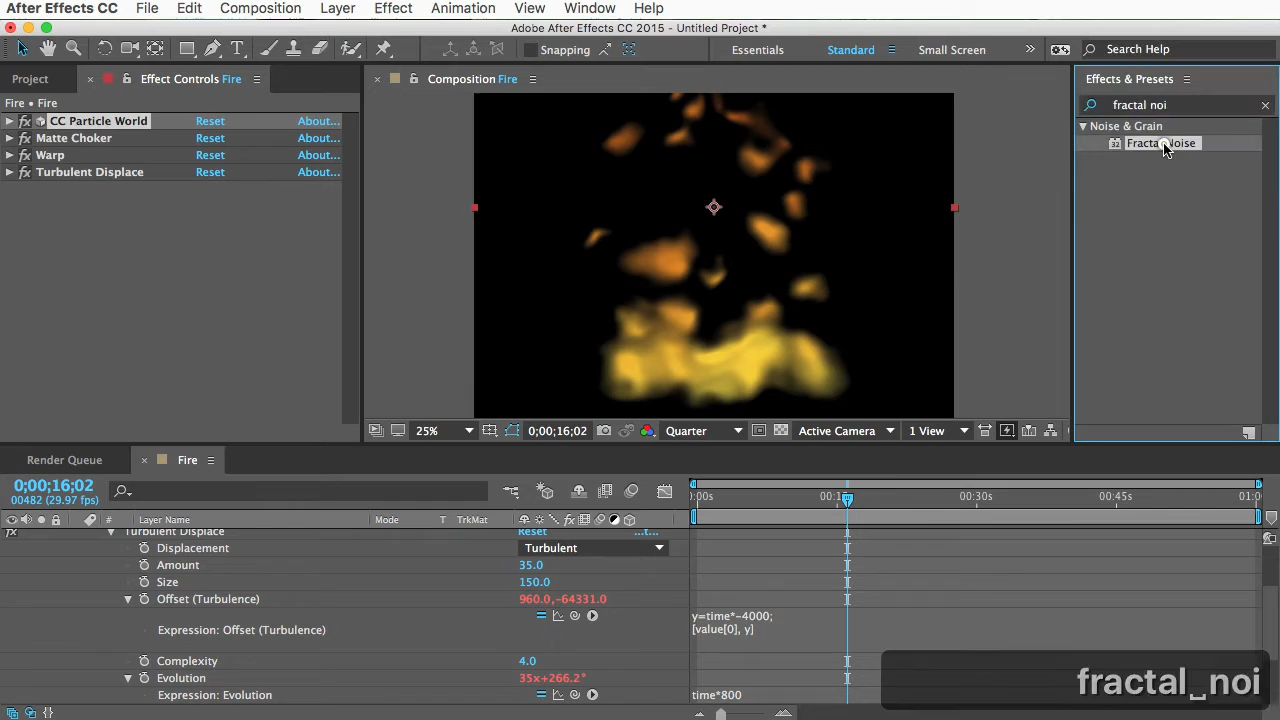 After Effects CC File Edit Composition Layer Effect Animation View Window Help
Adobe After Effects CC 2015 - Untitled Project *
Snapping Essentials Standard Small Screen Search Help
Project × Effect Controls Fire × Composition Fire Effects & Presets
Fire • Fire
fractal noi
CC Particle World Reset About...
Noise & Grain
Matte Choker Reset About...
32 Fractal Noise
Warp Reset About...
Turbulent Displace Reset About...
25% 0;00;16;02 Quarter Active Camera 1 View
Render Queue × Fire
0;00;16;02
00482 (29.97 fps)
:00s 00:30s 00:45s
# Layer Name Mode T TrkMat
Turbulent Displace Reset ...t...
Displacement Turbulent
Amount 35.0
Size 150.0
Offset (Turbulence) 960.0,-64331.0
y=time*-4000;
Expression: Offset (Turbulence) [value[0], y]
Complexity 4.0
Evolution 35x+266.2°
Expression: Evolution time*800
fractal␣noi